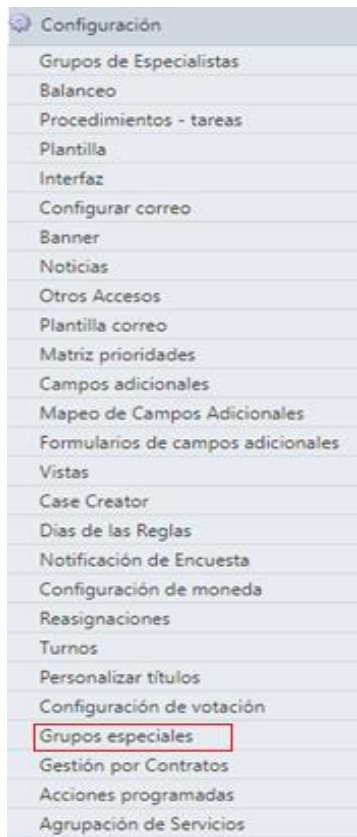 Configuración
Grupos de Especialistas
Balanceo
Procedimientos - tareas
Plantilla
Interfaz
Configurar correo
Banner
Noticias
Otros Accesos
Plantilla correo
Matriz prioridades
Campos adicionales
Mapeo de Campos Adicionales
Formularios de campos adicionales
Vistas
Case Creator
Dias de las Reglas
Notificación de Encuesta
Configuración de moneda
Reasignaciones
Turnos
Personalizar títulos
Configuración de votación
Grupos especiales
Gestión por Contratos
Acciones programadas
Agrupación de Servicios